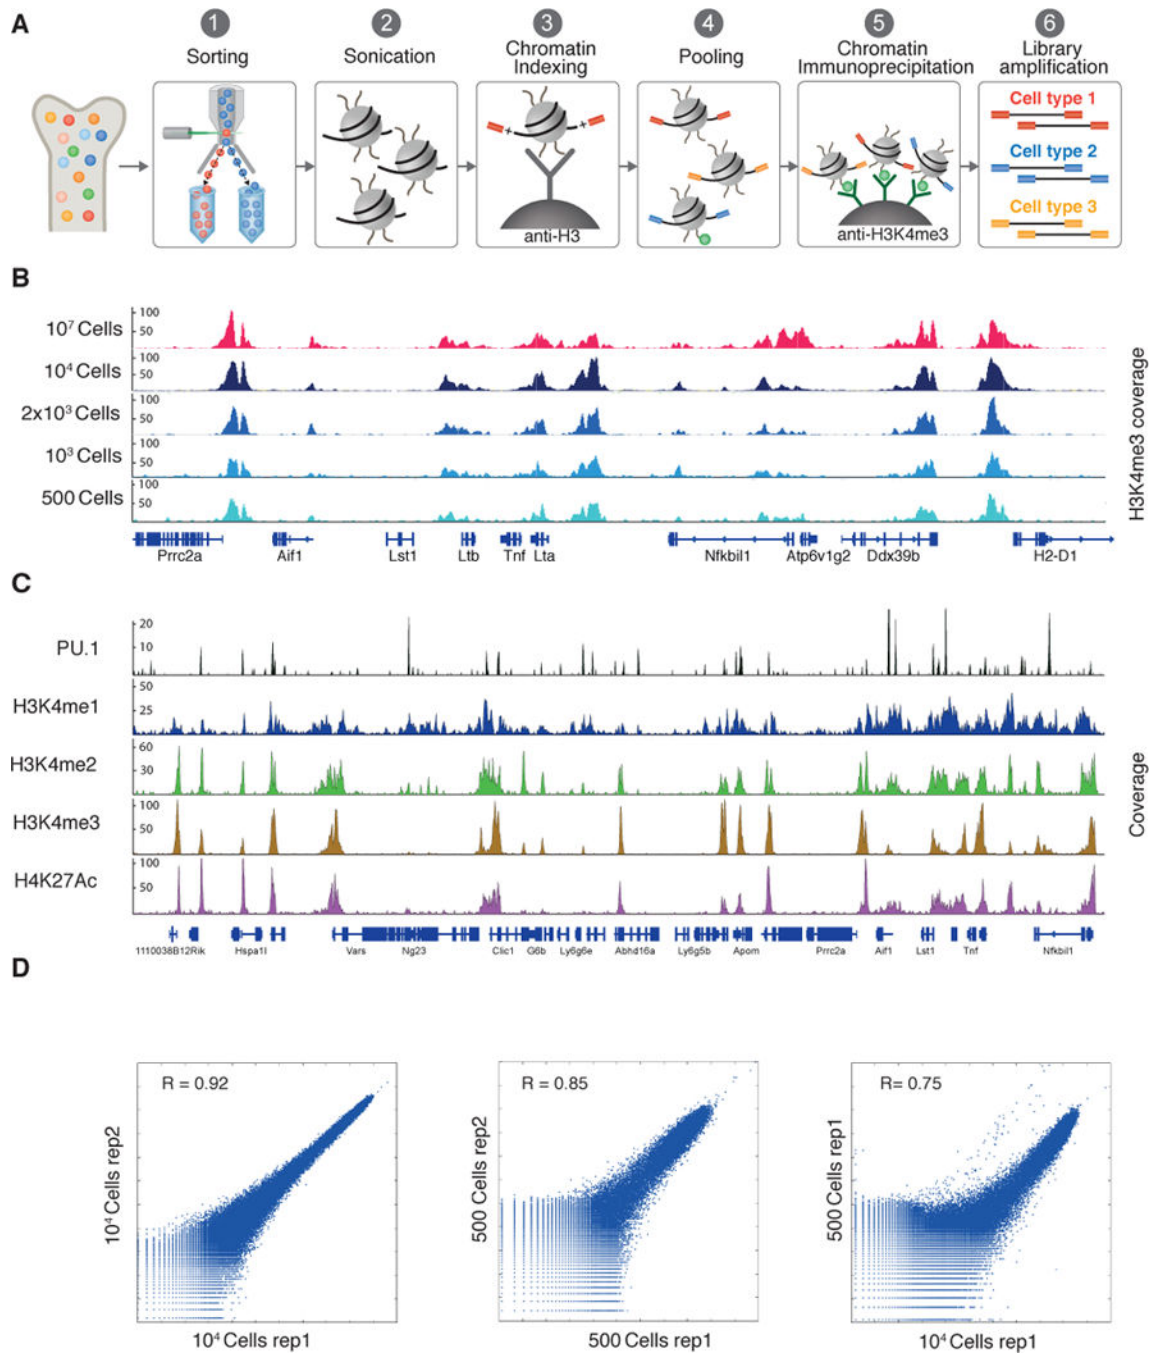 A
1 2 3 4 5 6
Sorting
Sonication
Chromatin
Indexing
Pooling
Chromatin
Immunoprecipitation
Library
amplification
anti-H3
anti-H3K4me3
Cell type 1
Cell type 2
Cell type 3
B
10⁷ Cells
100
50
10⁴ Cells
100
50
2x10³ Cells
100
50
10³ Cells
100
50
500 Cells
100
50
H3K4me3 coverage
Prrc2a Aif1 Lst1 Ltb Tnf Lta Nfkbil1 Atp6v1g2 Ddx39b H2-D1
C
PU.1
20
10
H3K4me1
50
25
H3K4me2
60
30
H3K4me3
100
50
H4K27Ac
100
50
Coverage
1110038B12Rik Hspa1l Vars Ng23 Clic1 G6b Ly6g6e Abhd16a Ly6g5b Apom Prrc2a Aif1 Lst1 Tnf Nfkbil1
D
R = 0.92
10⁴ Cells rep2
10⁴ Cells rep1
R = 0.85
500 Cells rep2
500 Cells rep1
R= 0.75
500 Cells rep1
10⁴ Cells rep1